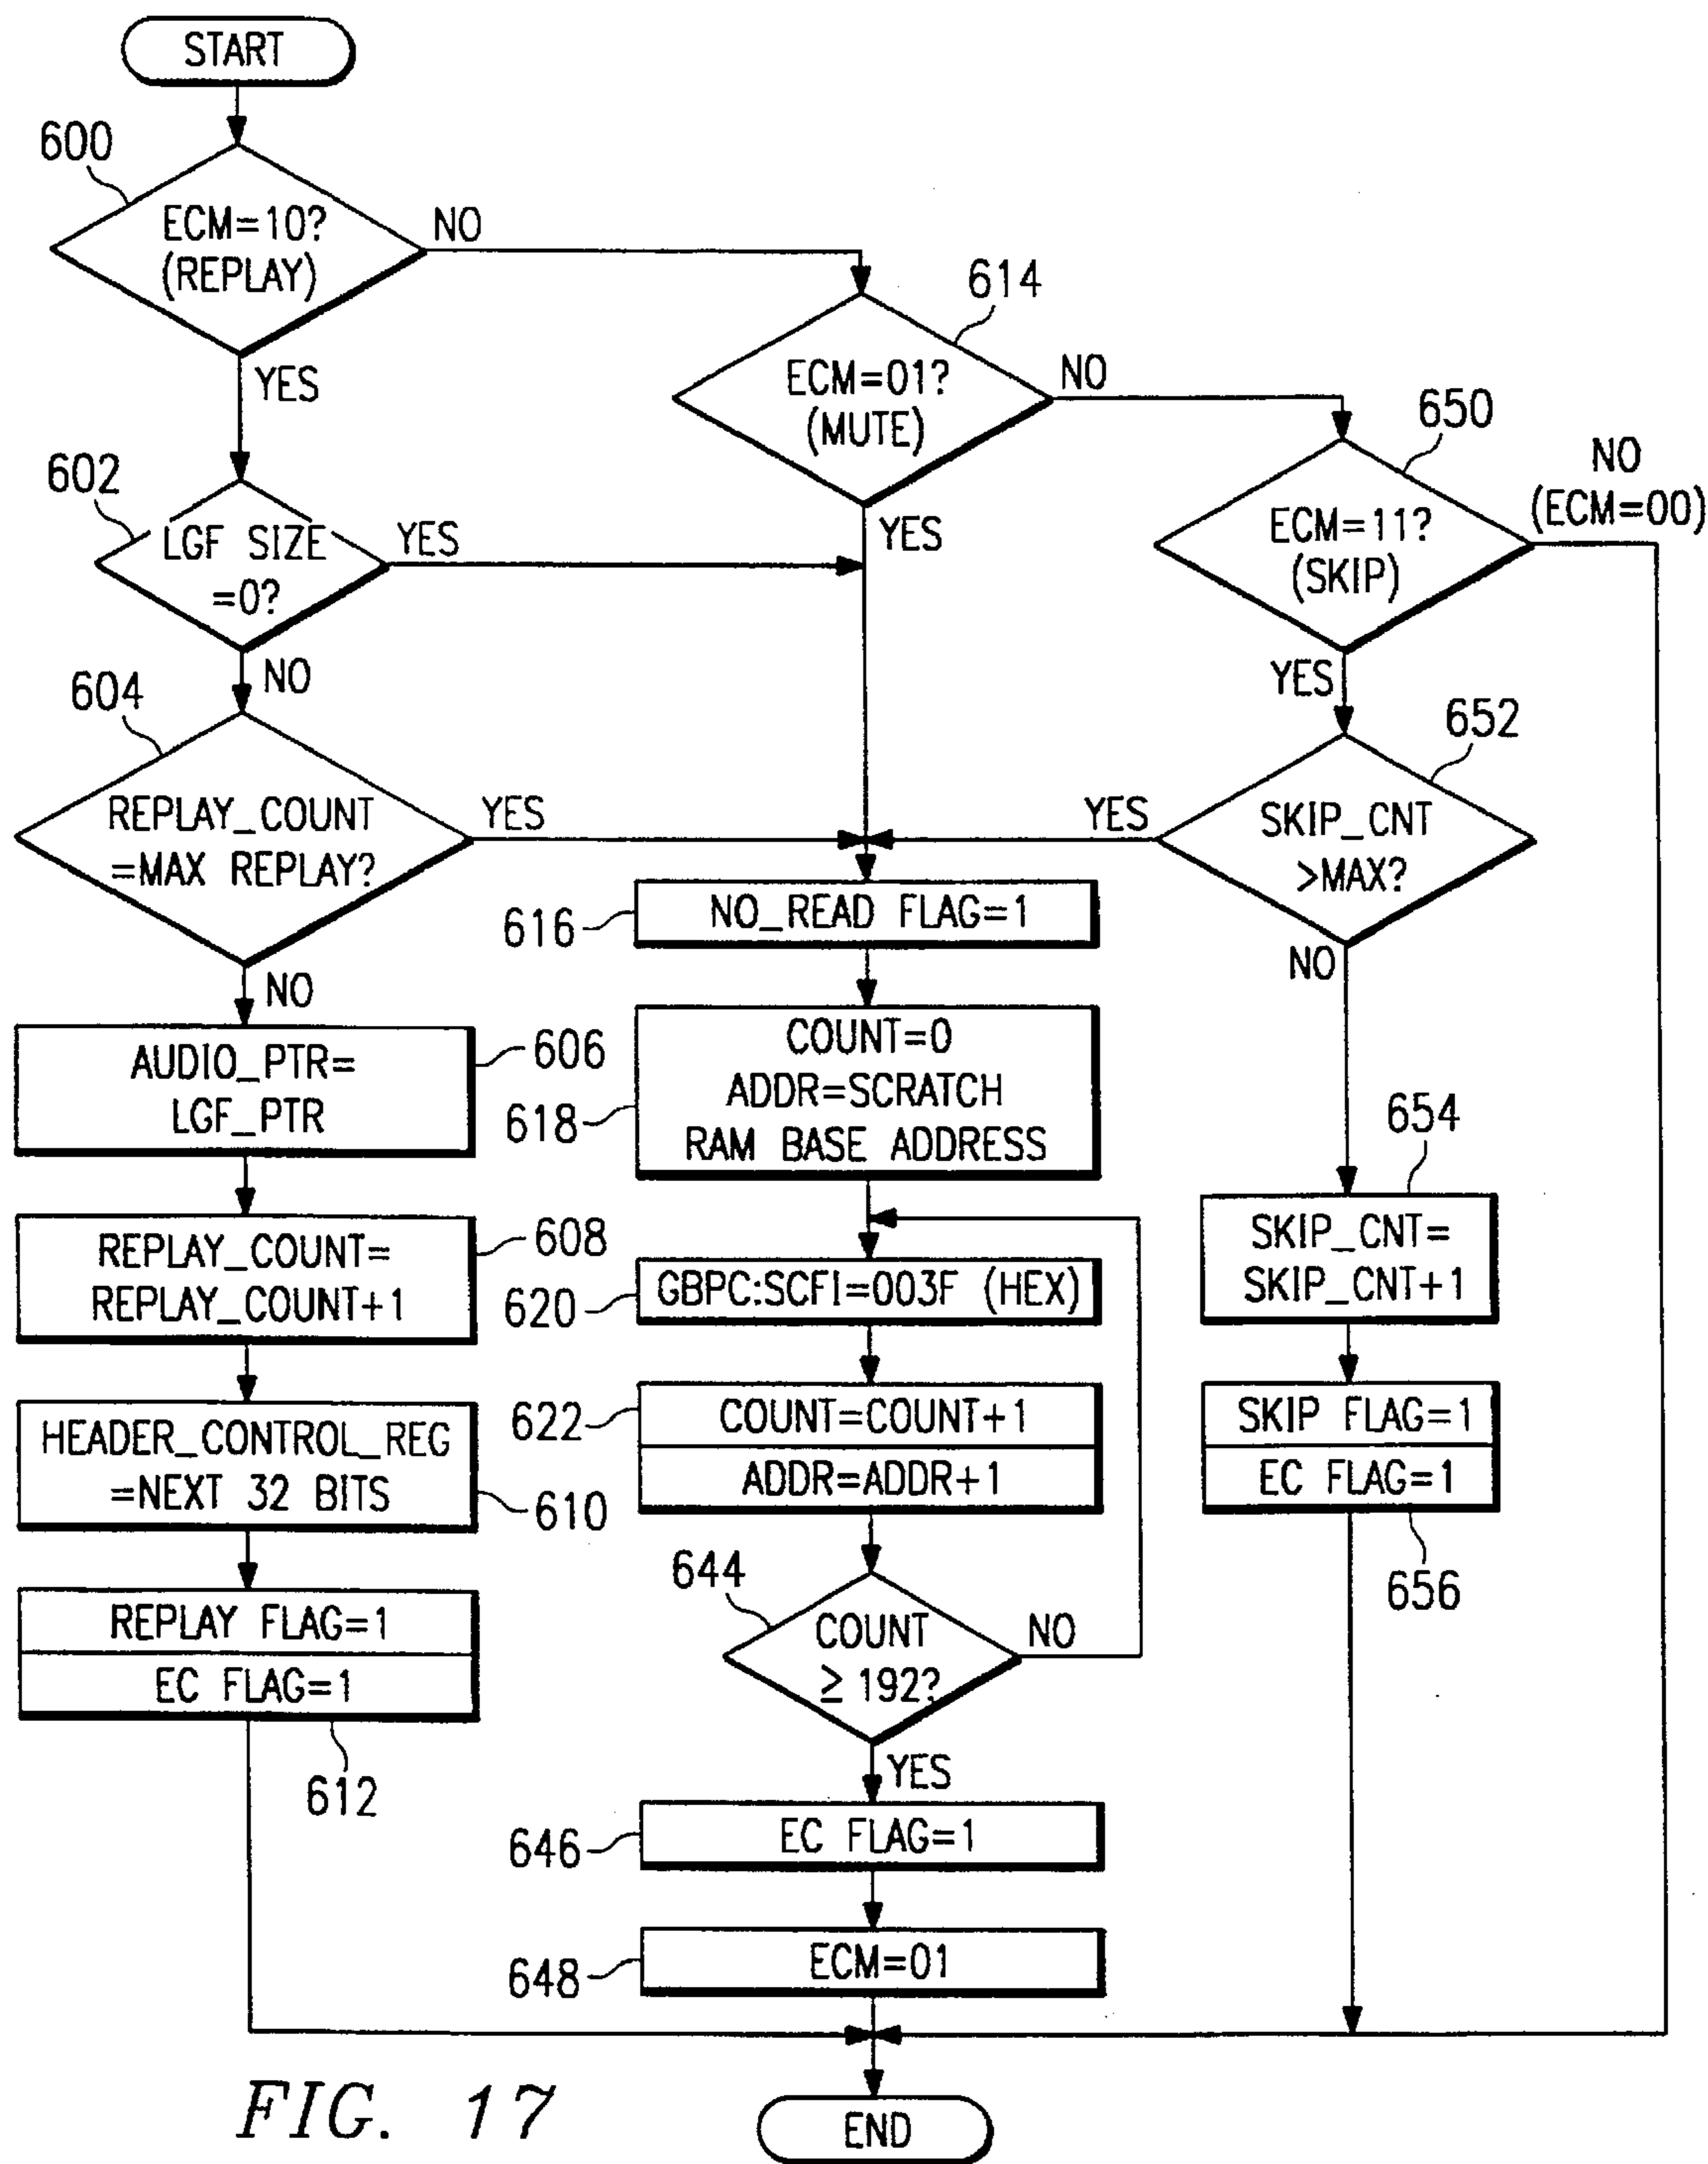 START
600
ECM=10?
(REPLAY)
NO
YES
614
ECM=01?
(MUTE)
NO
YES
650
ECM=11?
(SKIP)
NO
(ECM=00)
YES
602
LGF SIZE
=0?
YES
NO
604
REPLAY_COUNT
=MAX REPLAY?
YES
NO
652
SKIP_CNT
>MAX?
YES
NO
616
NO_READ FLAG=1
606
AUDIO_PTR=
LGF_PTR
618
COUNT=0
ADDR=SCRATCH
RAM BASE ADDRESS
608
REPLAY_COUNT=
REPLAY_COUNT+1
620
GBPC:SCFI=003F (HEX)
654
SKIP_CNT=
SKIP_CNT+1
610
HEADER_CONTROL_REG
=NEXT 32 BITS
622
COUNT=COUNT+1
ADDR=ADDR+1
SKIP FLAG=1
EC FLAG=1
656
612
REPLAY FLAG=1
EC FLAG=1
644
COUNT
≥ 192?
NO
YES
646
EC FLAG=1
648
ECM=01
END
FIG. 17